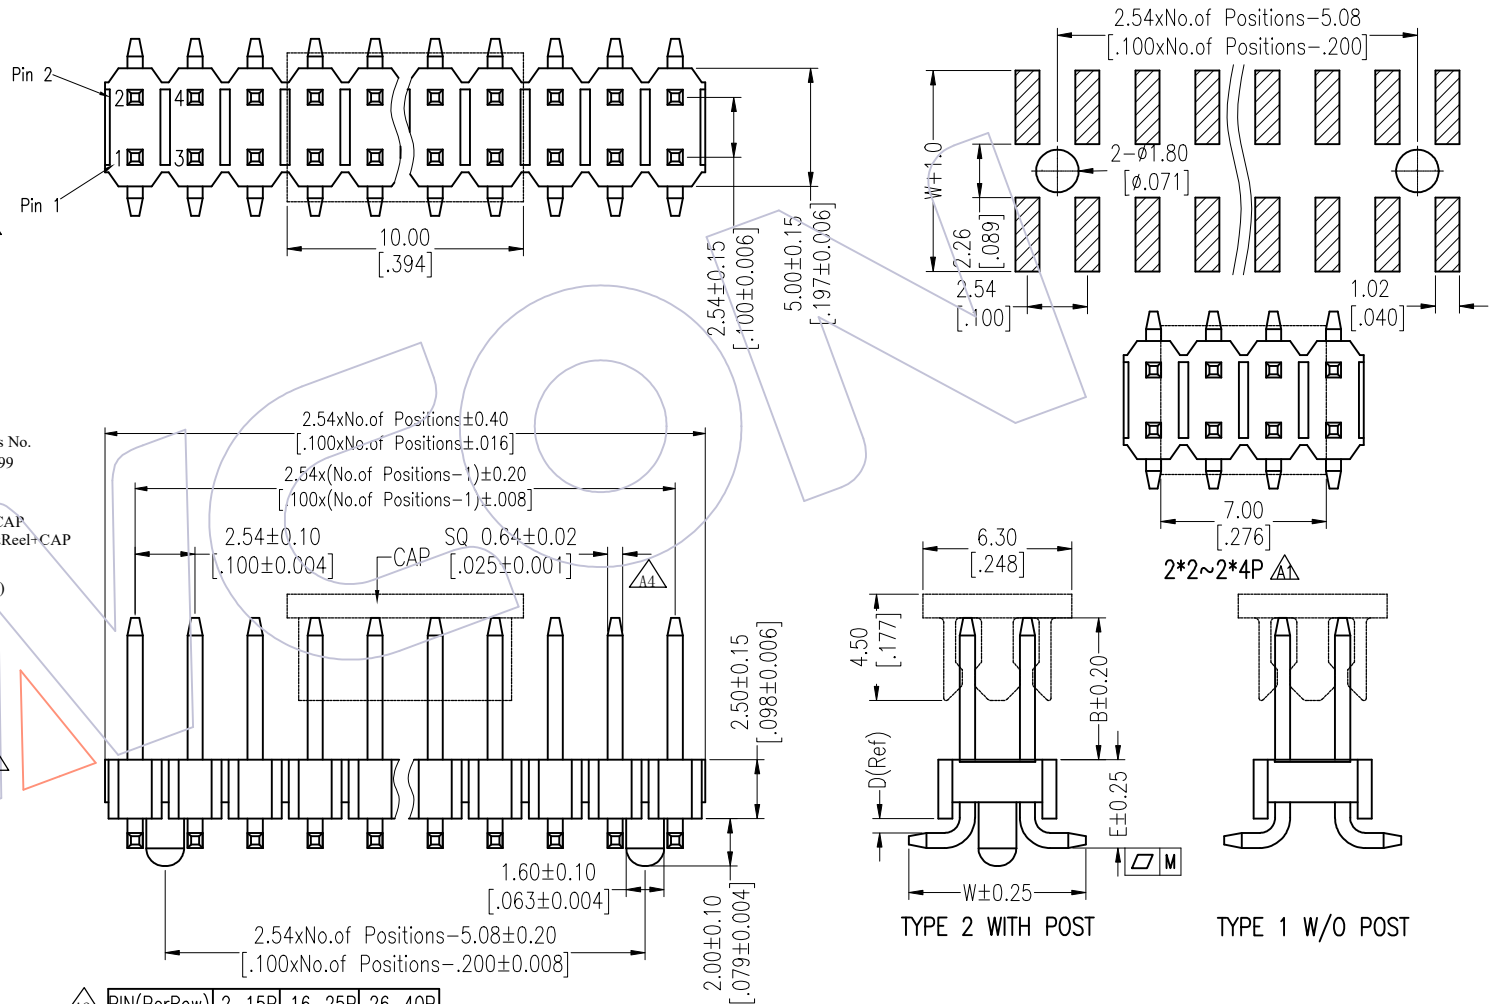 2.54xNo.of Positions-5.08
[.100xNo.of Positions-.200]
Pin 2
2
4
1
3
Pin 1
10.00
[.394]
2.54±0.15
[.100±0.006]
5.00±0.15
[.197±0.006]
W+1.0
2-ø1.80
[ø.071]
2.26
[.089]
2.54
[.100]
1.02
[.040]
7.00
[.276]
2*2~2*4P A1
s No.
99
CAP
Reel+CAP
)
2.54xNo.of Positions±0.40
[.100xNo.of Positions±.016]
2.54x(No.of Positions-1)±0.20
[.100x(No.of Positions-1)±.008]
2.54±0.10
[.100±0.004]
CAP
SQ 0.64±0.02
[.025±0.001]
A4
2.50±0.15
[.098±0.006]
6.30
[.248]
4.50
[.177]
B±0.20
D(Ref)
E±0.25
M
W±0.25
TYPE 2 WITH POST
TYPE 1 W/O POST
1.60±0.10
[.063±0.004]
2.00±0.10
[.079±0.004]
2.54xNo.of Positions-5.08±0.20
[.100xNo.of Positions-.200±0.008]
PIN(PerRow) 2-15P 16-25P 26-40P